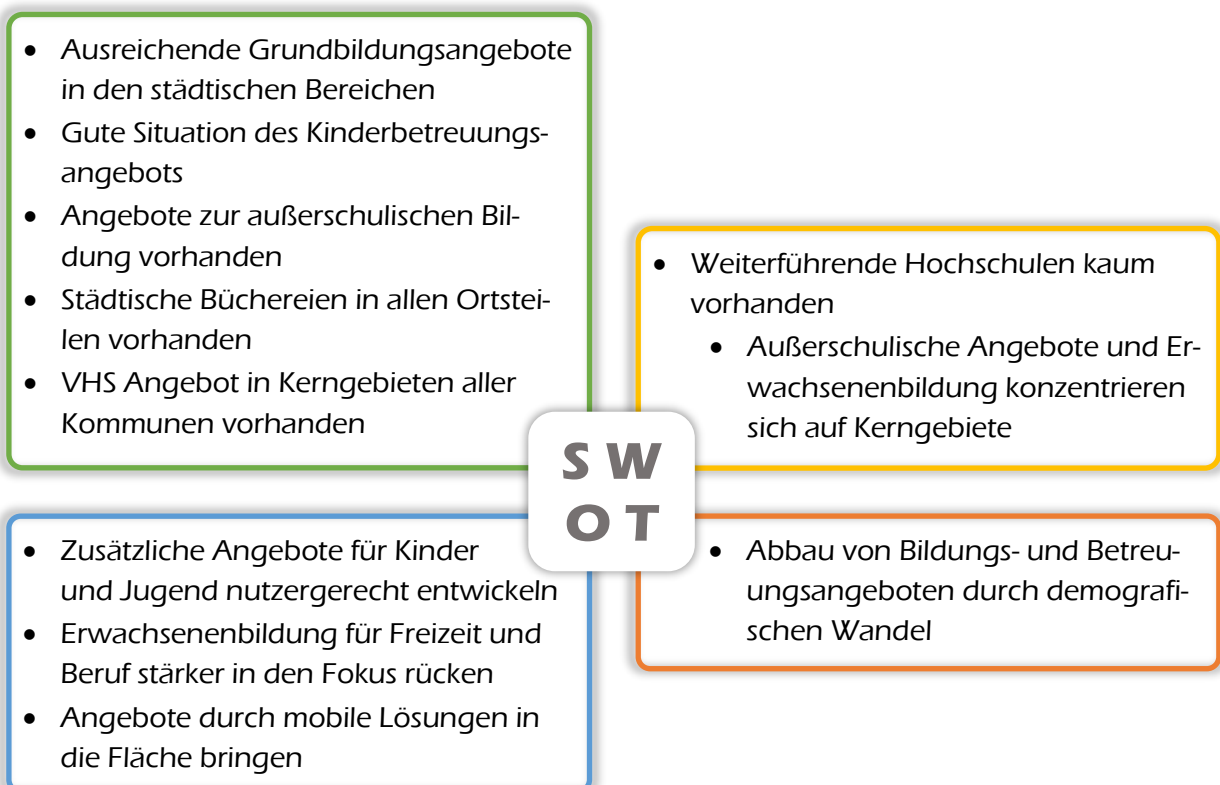 • Ausreichende Grundbildungsangebote
in den städtischen Bereichen
• Gute Situation des Kinderbetreuungs-
angebots
• Angebote zur außerschulischen Bil-
dung vorhanden
• Städtische Büchereien in allen Ortstei-
len vorhanden
• VHS Angebot in Kerngebieten aller
Kommunen vorhanden
• Weiterführende Hochschulen kaum
vorhanden
• Außerschulische Angebote und Er-
wachsenenbildung konzentrieren
sich auf Kerngebiete
S W
O T
• Zusätzliche Angebote für Kinder
und Jugend nutzergerecht entwickeln
• Erwachsenenbildung für Freizeit und
Beruf stärker in den Fokus rücken
• Angebote durch mobile Lösungen in
die Fläche bringen
• Abbau von Bildungs- und Betreu-
ungsangeboten durch demografi-
schen Wandel